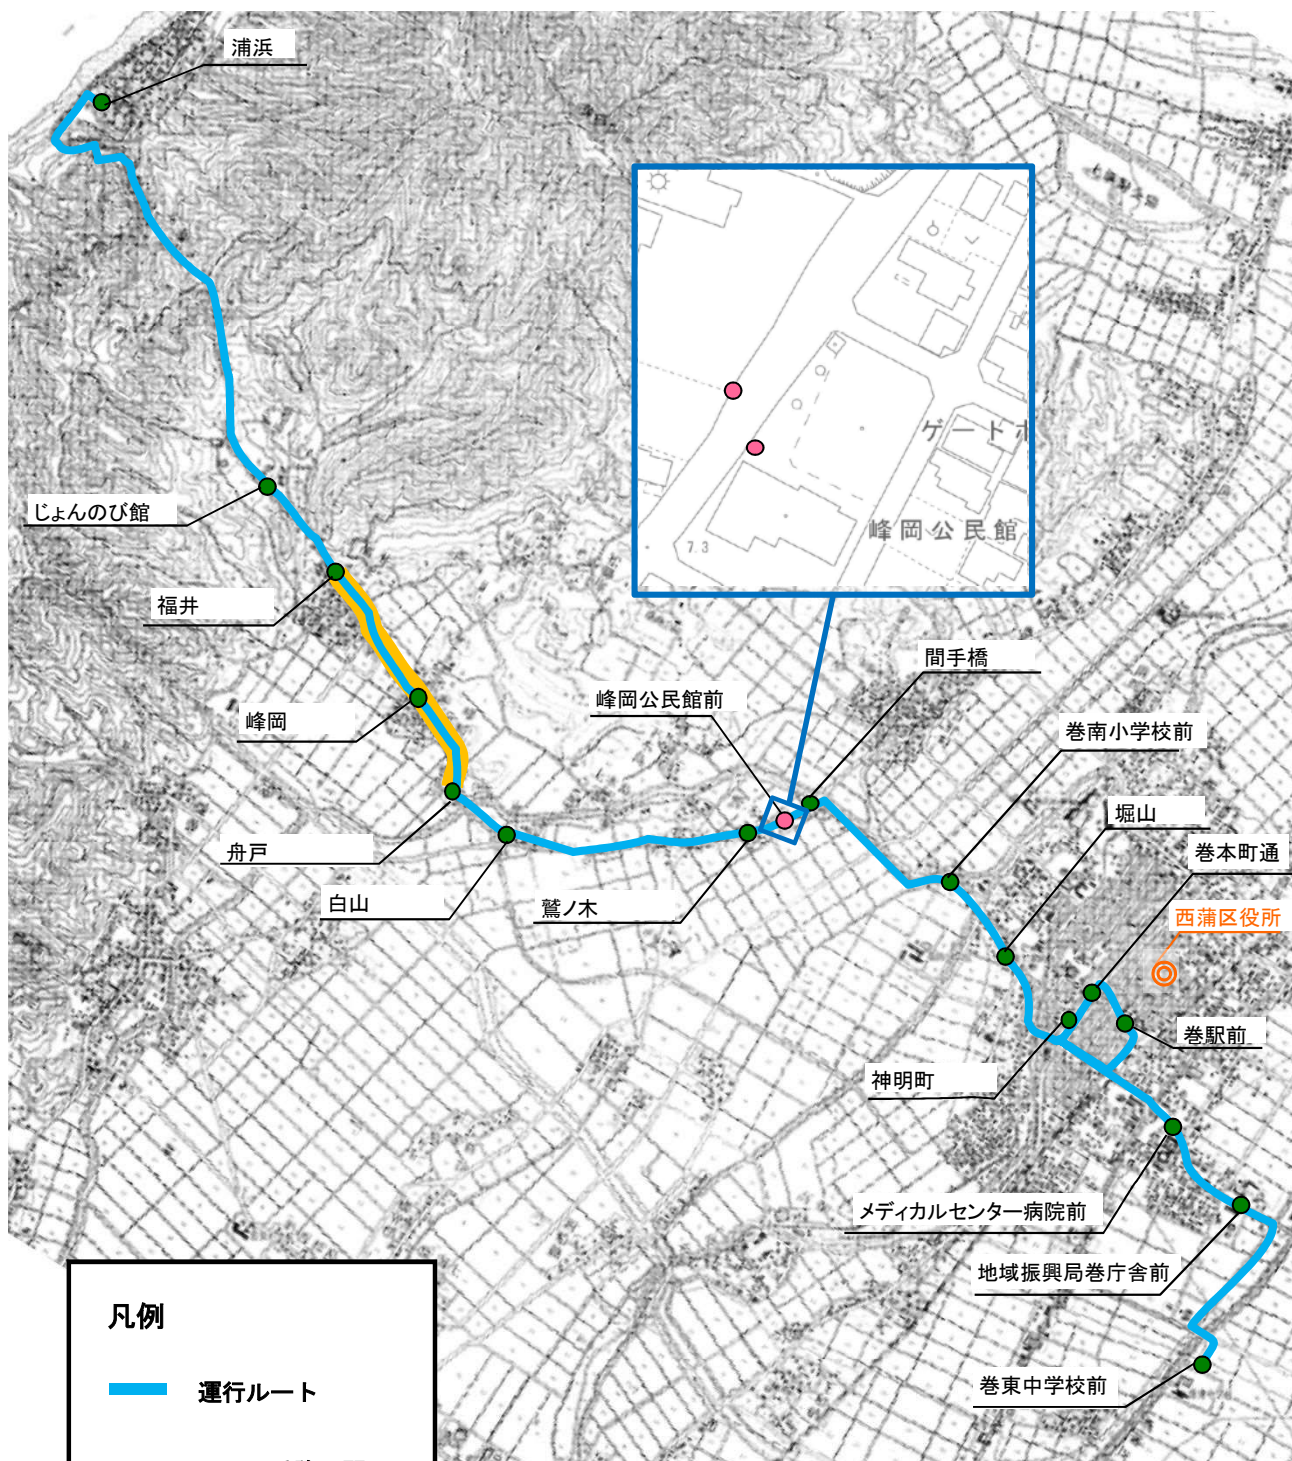 浦浜
じょんのび館
福井
峰岡
舟戸
白山
鷲ノ木
峰岡公民館前
間手橋
ゲートボ
峰岡公民館
7.3
巻南小学校前
堀山
巻本町通
西蒲区役所
巻駅前
神明町
メディカルセンター病院前
地域振興局巻庁舎前
巻東中学校前
凡例
運行ルート